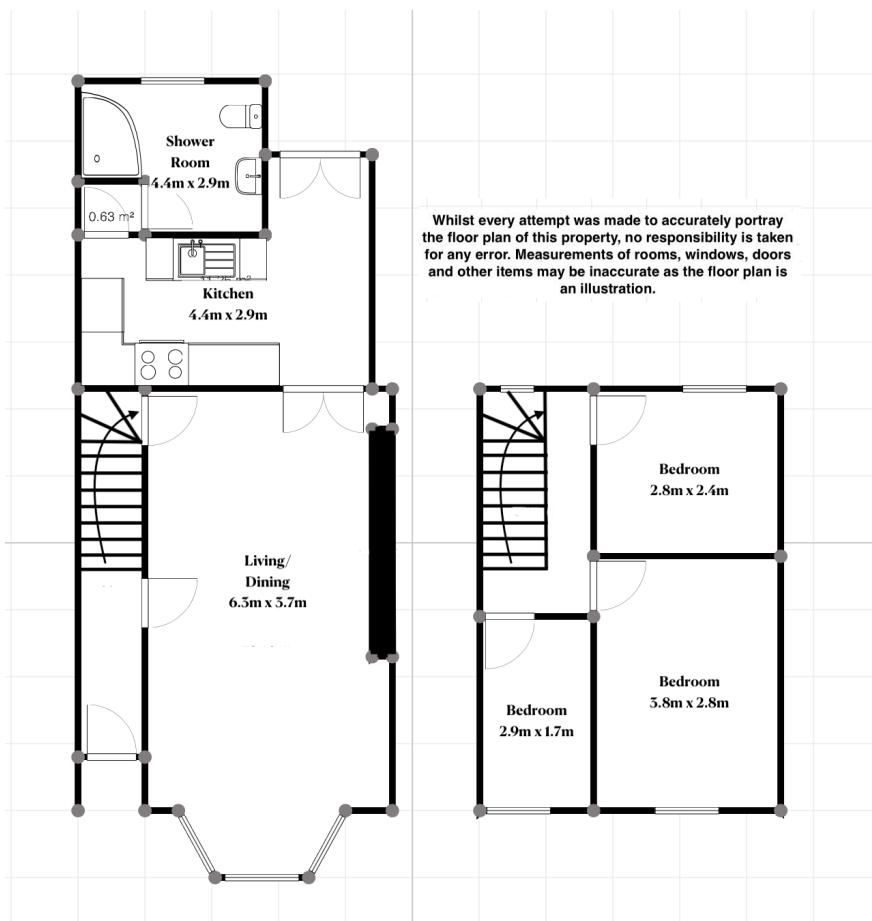 Shower
Room
4.4m x 2.9m
0.63 m²
Kitchen
4.4m x 2.9m
Living/
Dining
6.3m x 3.7m
Whilst every attempt was made to accurately portray
the floor plan of this property, no responsibility is taken
for any error. Measurements of rooms, windows, doors
and other items may be inaccurate as the floor plan is
an illustration.
Bedroom
2.8m x 2.4m
Bedroom
3.8m x 2.8m
Bedroom
2.9m x 1.7m